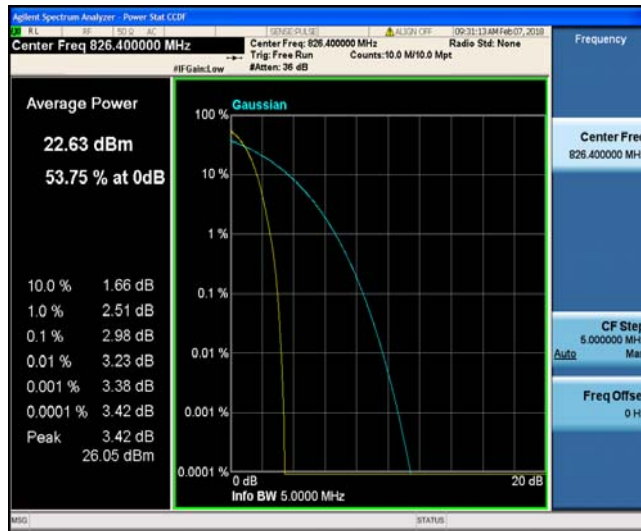 Agilent Spectrum Analyzer - Power Stat CCDF
RL RF 50 Ω AC SENSE:PULSE ALIGN OFF 09:31:13 AM Feb 07, 2018
Center Freq 826.400000 MHz
Center Freq: 826.400000 MHz Radio Std: None
Trig: Free Run Counts:10.0 M/10.0 Mpt
#IFGain:Low #Atten: 36 dB
Frequency
Average Power
22.63 dBm
53.75 % at 0dB
10.0 % 1.66 dB
1.0 % 2.51 dB
0.1 % 2.98 dB
0.01 % 3.23 dB
0.001 % 3.38 dB
0.0001 % 3.42 dB
Peak 3.42 dB
26.05 dBm
Gaussian
100 %
10 %
1 %
0.1 %
0.01 %
0.001 %
0.0001 %
0 dB 20 dB
Info BW 5.0000 MHz
Center Fre
826.400000 MH
CF Step
5.000000 MH
Auto Ma
Freq Offse
0 H
MSG STATUS